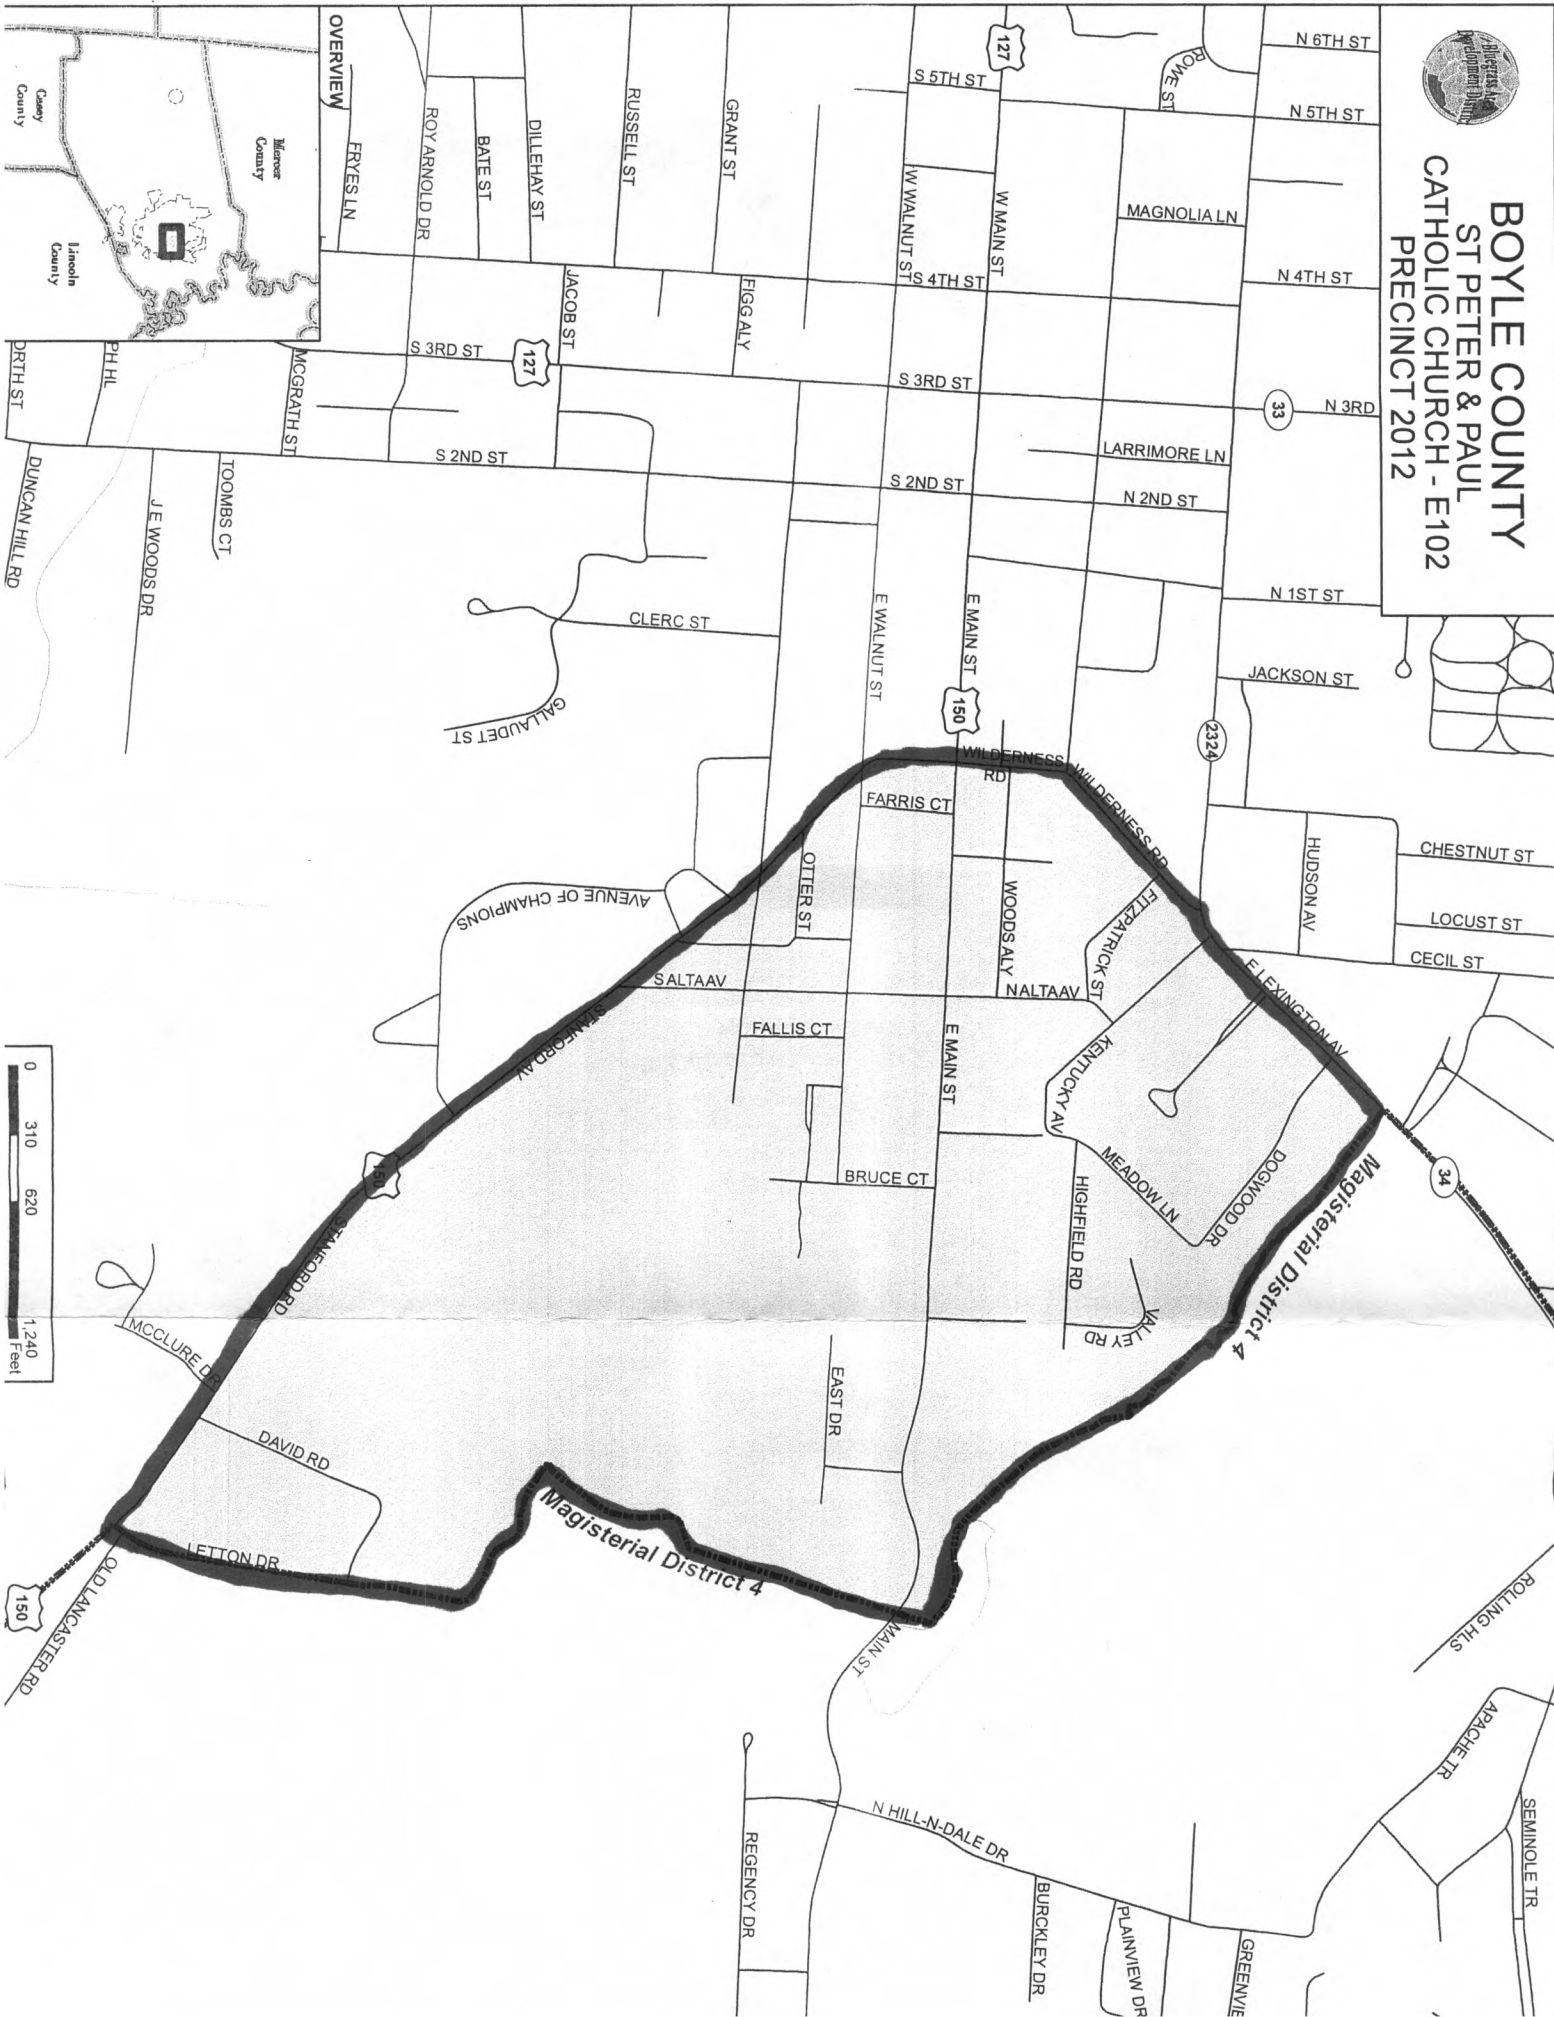 Bluegrass Area
Development District
BOYLE COUNTY
ST PETER & PAUL
CATHOLIC CHURCH - E102
PRECINCT 2012
N 6TH ST
N 5TH ST
N 4TH ST
N 3RD
33
N 1ST ST
JACKSON ST
2324
CHESTNUT ST
LOCUST ST
CECIL ST
HUDSON AV
34
ROWE ST
127
S 5TH ST
MAGNOLIA LN
W MAIN ST
W WALNUT ST
S 4TH ST
GRANT ST
RUSSELL ST
DILLEHAY ST
BATE ST
ROY ARNOLD DR
FRYES LN
OVERVIEW
Mercer
County
Casey
County
Lincoln
County
FIGG ALY
JACOB ST
S 3RD ST
127
S 3RD ST
LARRIMORE LN
N 2ND ST
S 2ND ST
S 2ND ST
MCGRATH ST
PH HL
ORTH ST
TOOMBS CT
J E WOODS DR
DUNCAN HILL RD
CLERC ST
GALLAUDET ST
E WALNUT ST
E MAIN ST
150
WILDERNESS
RD
WILDERNESS RD
FARRIS CT
OTTER ST
AVENUE OF CHAMPIONS
WOODS ALY
FITZPATRICK ST
E LEXINGTON AV
S ALTA AV
N ALTA AV
FALLIS CT
E MAIN ST
KENTUCKY AV
STANFORD AV
BRUCE CT
MEADOW LN
DOGWOOD DR
HIGHFIELD RD
VALLEY RD
Magisterial District 4
150
STANFORD RD
EAST DR
MCCLURE DR
DAVID RD
LETTON DR
Magisterial District 4
OLD LANCASTER RD
150
MAIN ST
ROLLING HLS
APACHE TR
SEMINOLE TR
N HILL-N-DALE DR
REGENCY DR
BURCKLEY DR
PLAINVIEW DR
GREENVIE
0 310 620 1,240
Feet